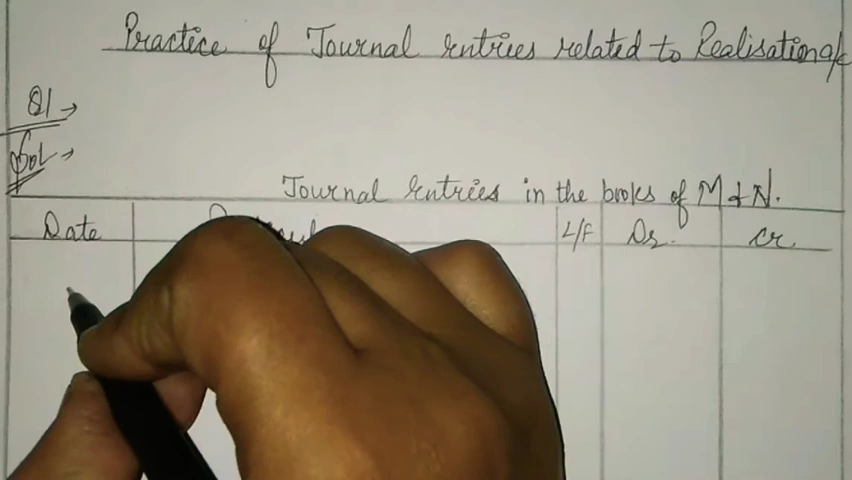 Practice of Journal entries related to Realisation a/c
Q1 →
Sol →
Journal Entries in the books of M & N.
Date L/F Dr. Cr.